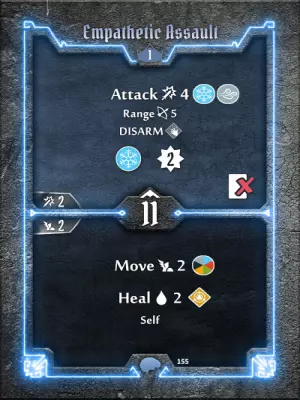 Empathetic Assault
1
Attack 4
Range 5
DISARM
2
2
11
2
Move 2
Heal 2
Self
155